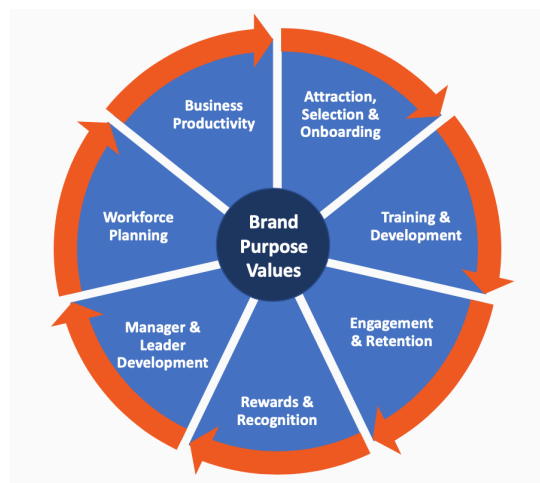 Business
Productivity
Attraction,
Selection &
Onboarding
Workforce
Planning
Brand
Purpose
Values
Training &
Development
Manager &
Leader
Development
Engagement
& Retention
Rewards &
Recognition